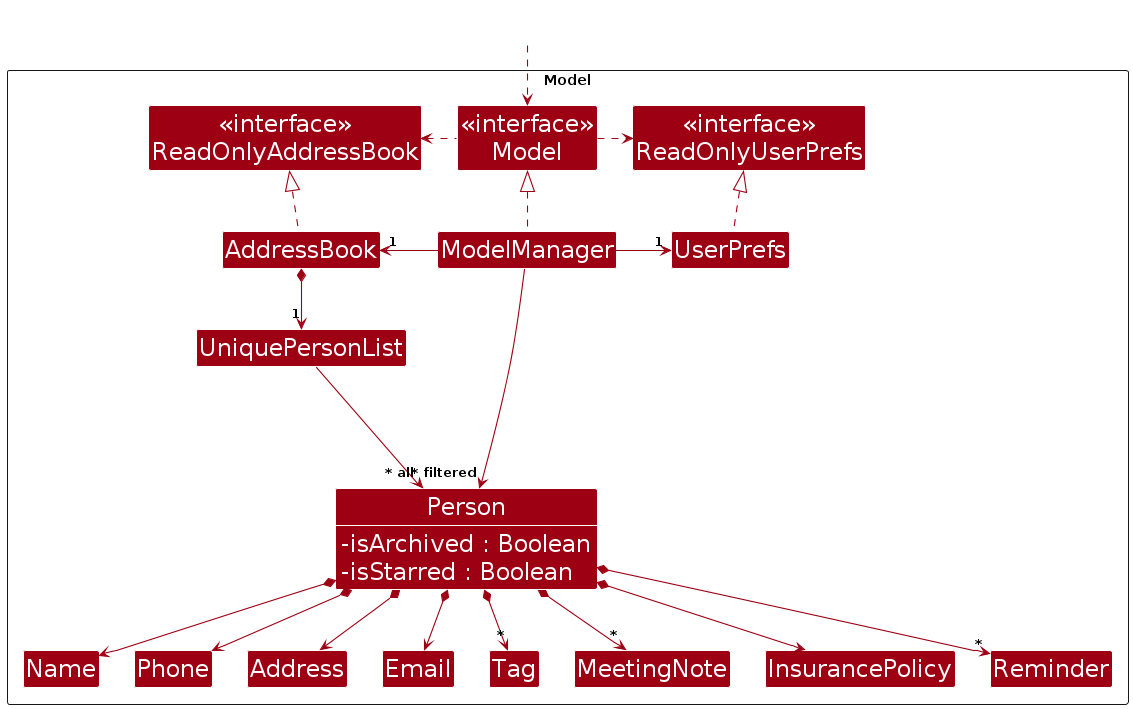 Model
«interface»
ReadOnlyAddressBook
«interface»
Model
«interface»
ReadOnlyUserPrefs
AddressBook
1
ModelManager
1
UserPrefs
1
UniquePersonList
* all
* filtered
Person
-isArchived : Boolean
-isStarred : Boolean
*
*
*
Name
Phone
Address
Email
Tag
MeetingNote
InsurancePolicy
Reminder